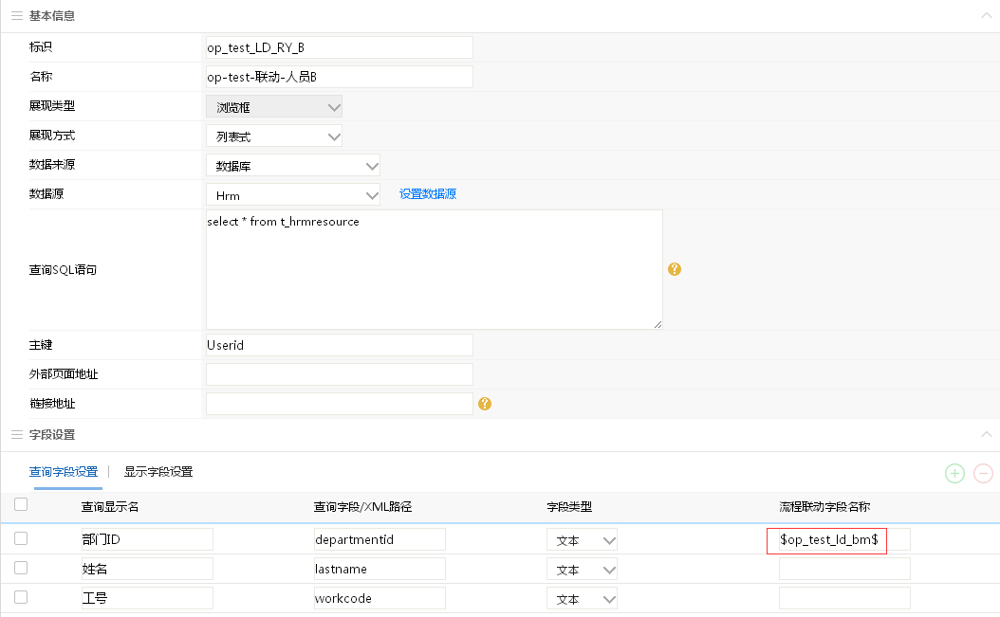 基本信息
标识 op_test_LD_RY_B
名称 op-test-联动-人员B
展现类型 浏览框
展现方式 列表式
数据来源 数据库
数据源 Hrm 设置数据源
select * from t_hrmresource
查询SQL语句 ?
主键 Userid
外部页面地址
链接地址 ?
字段设置
查询字段设置 | 显示字段设置
查询显示名 查询字段/XML路径 字段类型 流程联动字段名称
部门ID departmentid 文本 $op_test_ld_bm$
姓名 lastname 文本
工号 workcode 文本